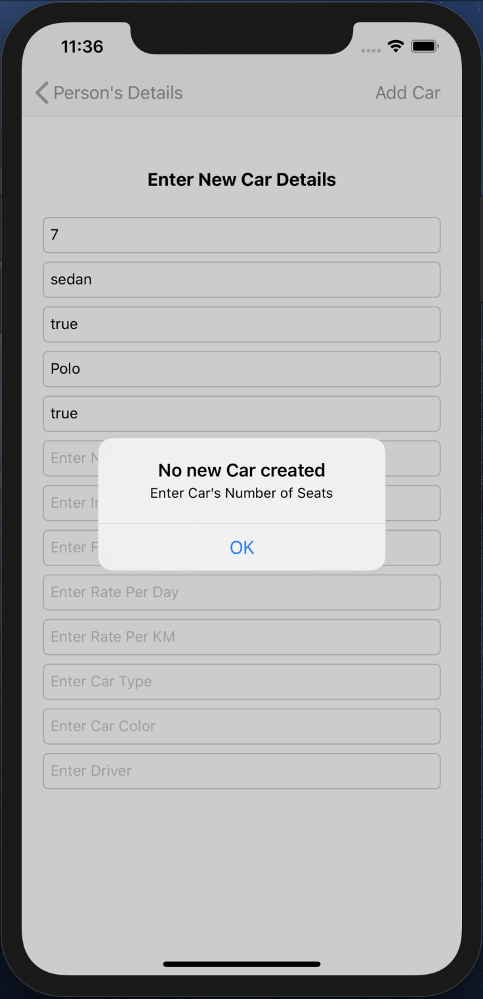 11:36
Person's Details Add Car
Enter New Car Details
7
sedan
true
Polo
true
Enter
No new Car created
Enter Car's Number of Seats
Enter
Enter
OK
Enter Rate Per Day
Enter Rate Per KM
Enter Car Type
Enter Car Color
Enter Driver